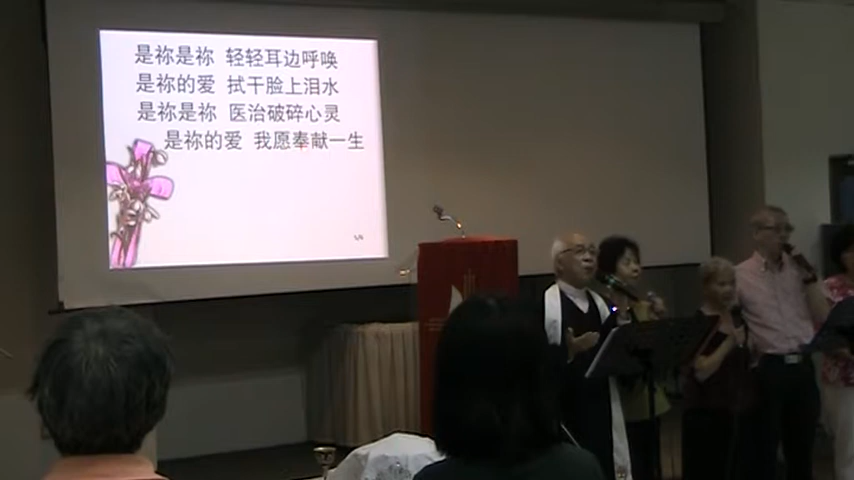 是祢是祢 轻轻耳边呼唤
是祢的爱 拭干脸上泪水
是祢是祢 医治破碎心灵
是祢的爱 我愿奉献一生